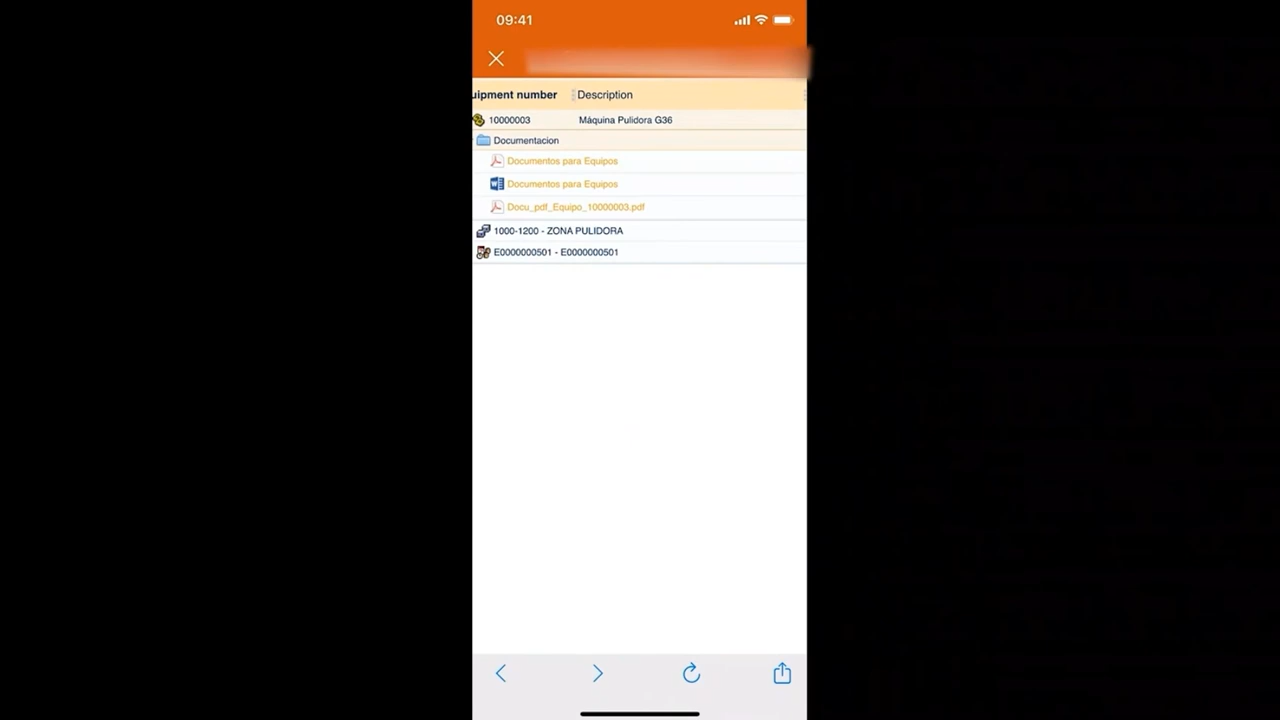 09:41
uipment number Description
10000003 Máquina Pulidora G36
Documentacion
Documentos para Equipos
Documentos para Equipos
Docu_pdf_Equipo_10000003.pdf
1000-1200 - ZONA PULIDORA
E0000000501 - E0000000501